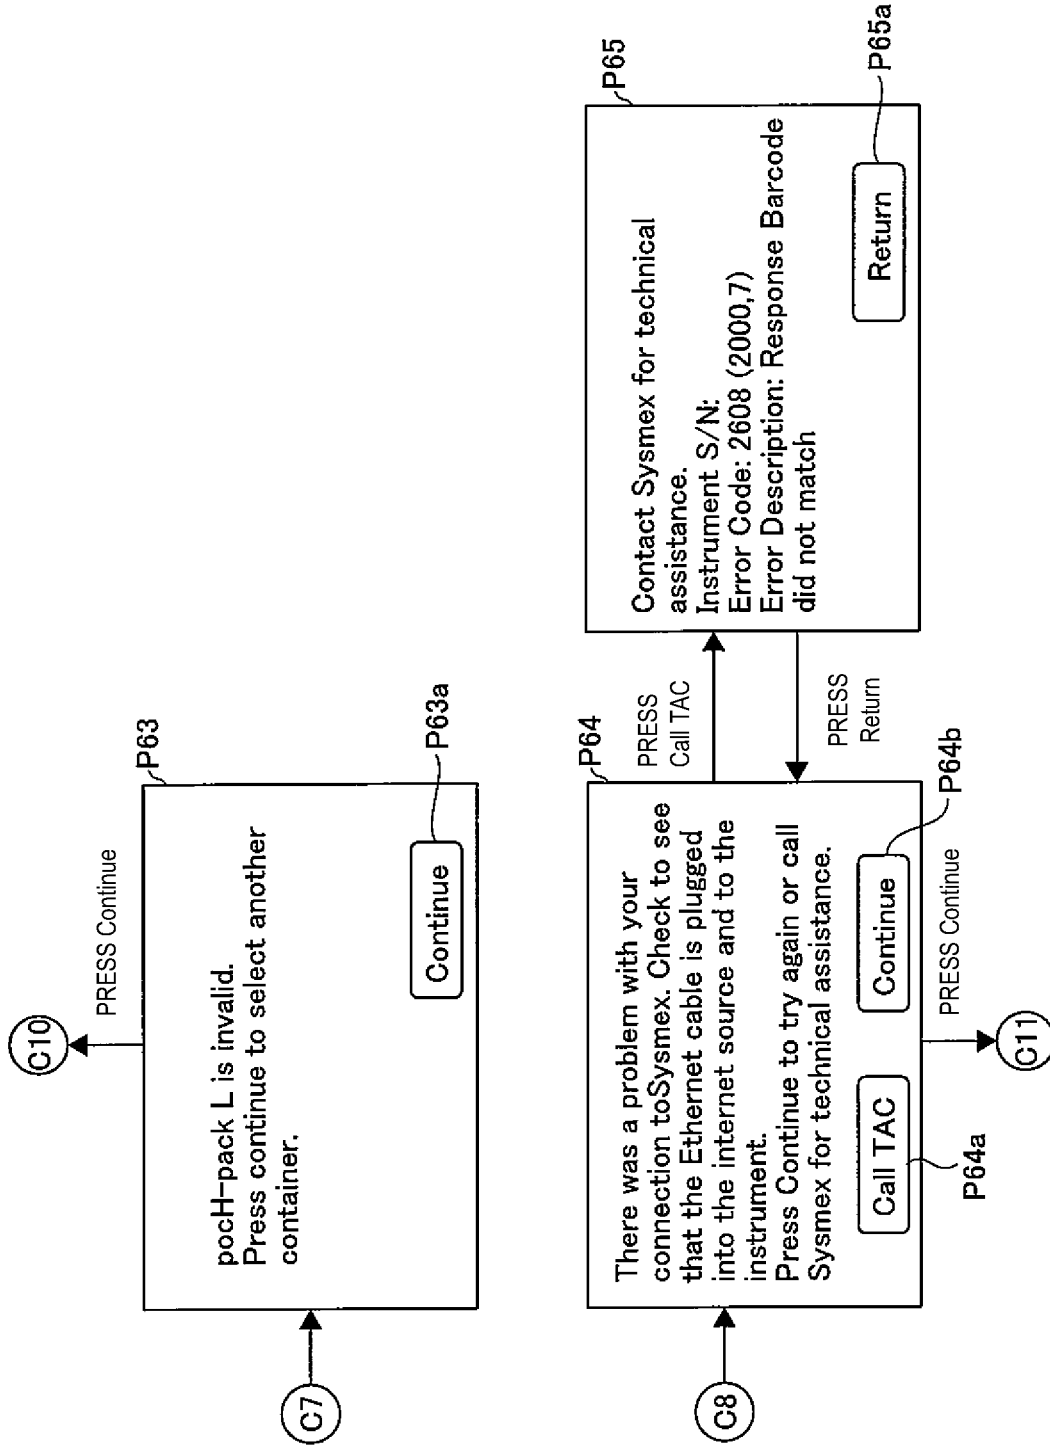 C7
P63
pocH-pack L is invalid.
Press continue to select another
container.
Continue
P63a
PRESS Continue
C10
C8
P64
There was a problem with your
connection toSysmex. Check to see
that the Ethernet cable is plugged
into the internet source and to the
instrument.
Press Continue to try again or call
Sysmex for technical assistance.
Call TAC
Continue
P64a
P64b
PRESS Continue
C11
PRESS
Call TAC
PRESS
Return
P65
Contact Sysmex for technical
assistance.
Instrument S/N:
Error Code: 2608 (2000,7)
Error Description: Response Barcode
did not match
Return
P65a